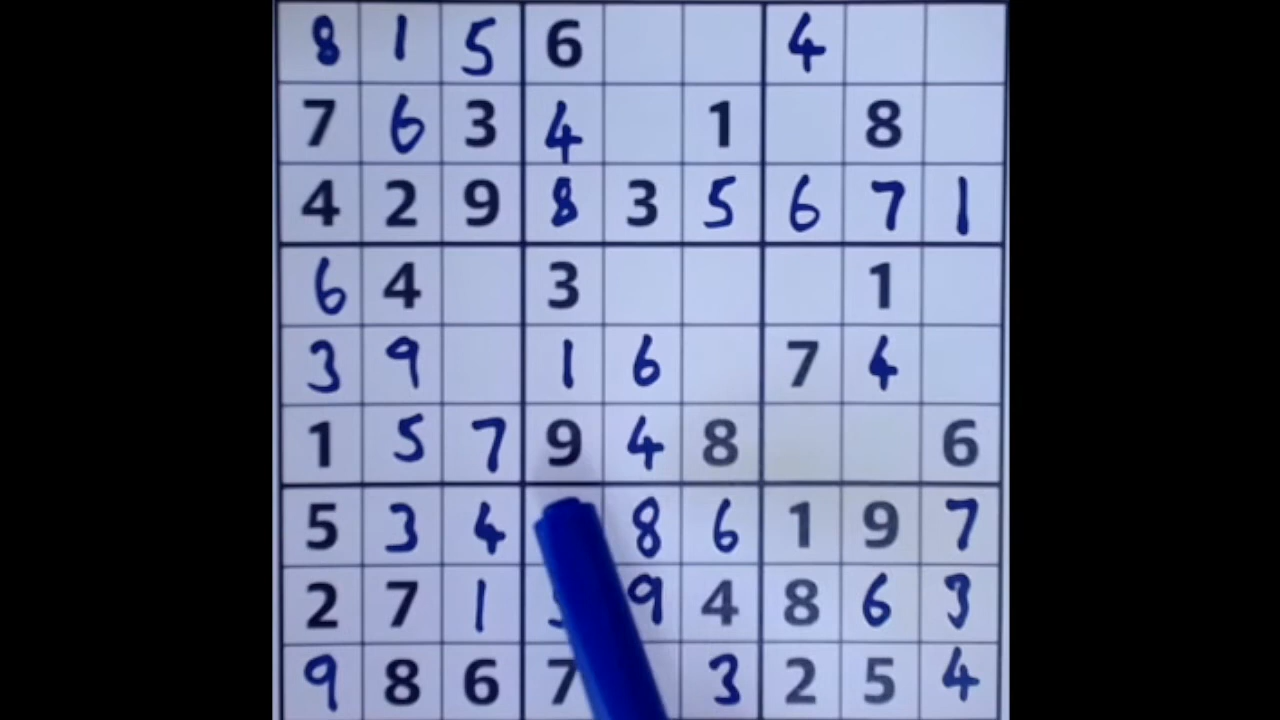 8 1 5 6 4
7 6 3 4 1 8
4 2 9 8 3 5 6 7 1
6 4 3 1
3 9 1 6 7 4
1 5 7 9 4 8 6
5 3 4 8 6 1 9 7
2 7 1 9 4 8 6 3
9 8 6 7 3 2 5 4